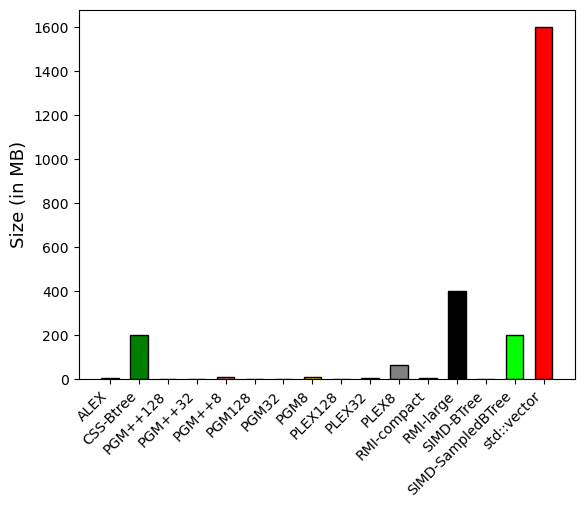 Size (in MB)
1600
1400
1200
1000
800
600
400
200
0
ALEX
CSS-Btree
PGM++128
PGM++32
PGM++8
PGM128
PGM32
PGM8
PLEX128
PLEX32
PLEX8
RMI-compact
RMI-large
SIMD-BTree
SIMD-SampledBTree
std::vector